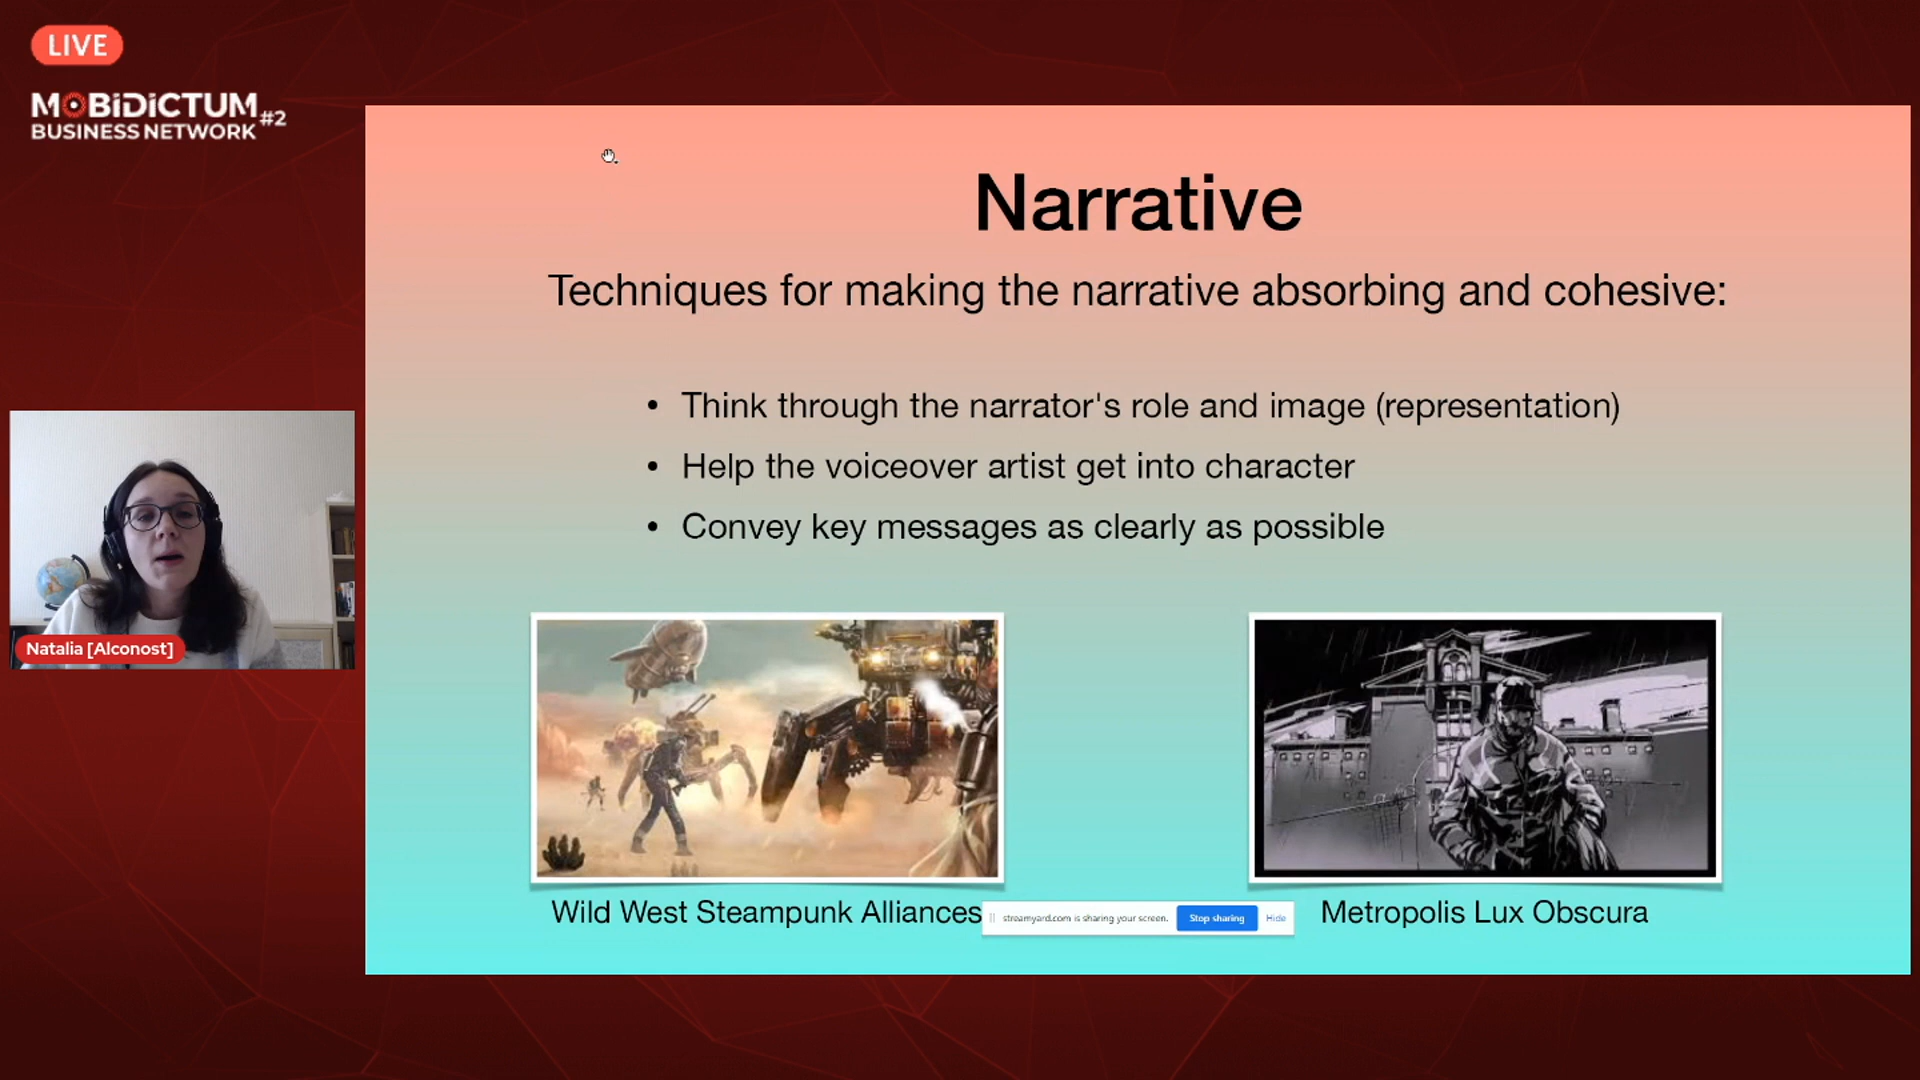 LIVE
MOBiDiCTUM
BUSINESS NETWORK #2
Narrative
Techniques for making the narrative absorbing and cohesive:
• Think through the narrator's role and image (representation)
• Help the voiceover artist get into character
• Convey key messages as clearly as possible
Natalia [Alconost]
Wild West Steampunk Alliances
streamyard.com is sharing your screen.
Stop sharing
Hide
Metropolis Lux Obscura